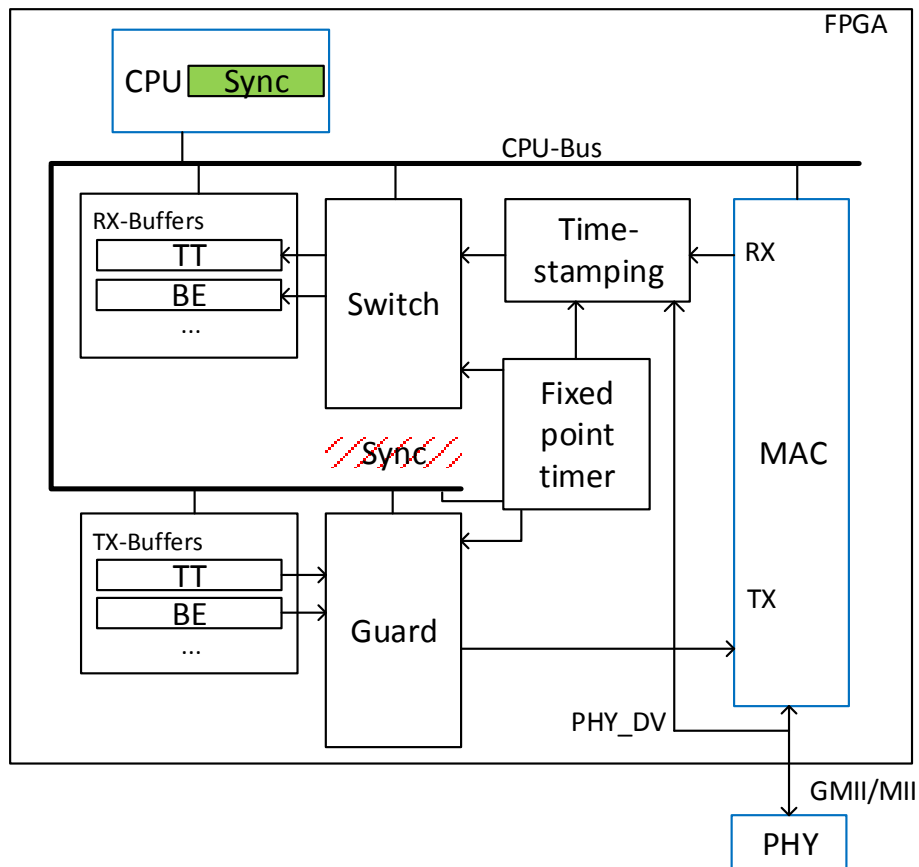 FPGA
CPU
Sync
CPU-Bus
RX-Buffers
TT
BE
...
Switch
Time-
stamping
RX
Fixed
point
timer
MAC
Sync
TX-Buffers
TT
BE
...
Guard
TX
PHY_DV
GMII/MII
PHY